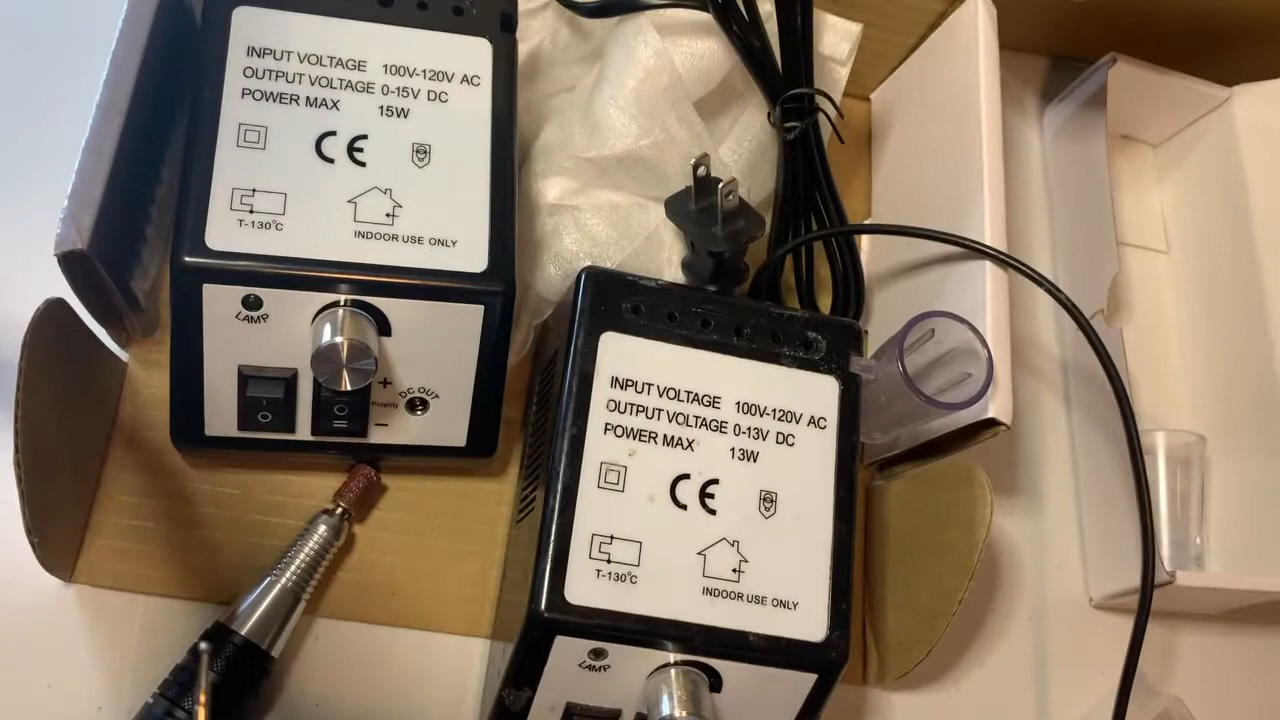 INPUT VOLTAGE 100V-120V AC
OUTPUT VOLTAGE 0-15V DC
POWER MAX 15W
CE
T-130°C
INDOOR USE ONLY
LAMP
+
DC OUT
Polarity
−
INPUT VOLTAGE 100V-120V AC
OUTPUT VOLTAGE 0-13V DC
POWER MAX 13W
CE
T-130°C
INDOOR USE ONLY
LAMP